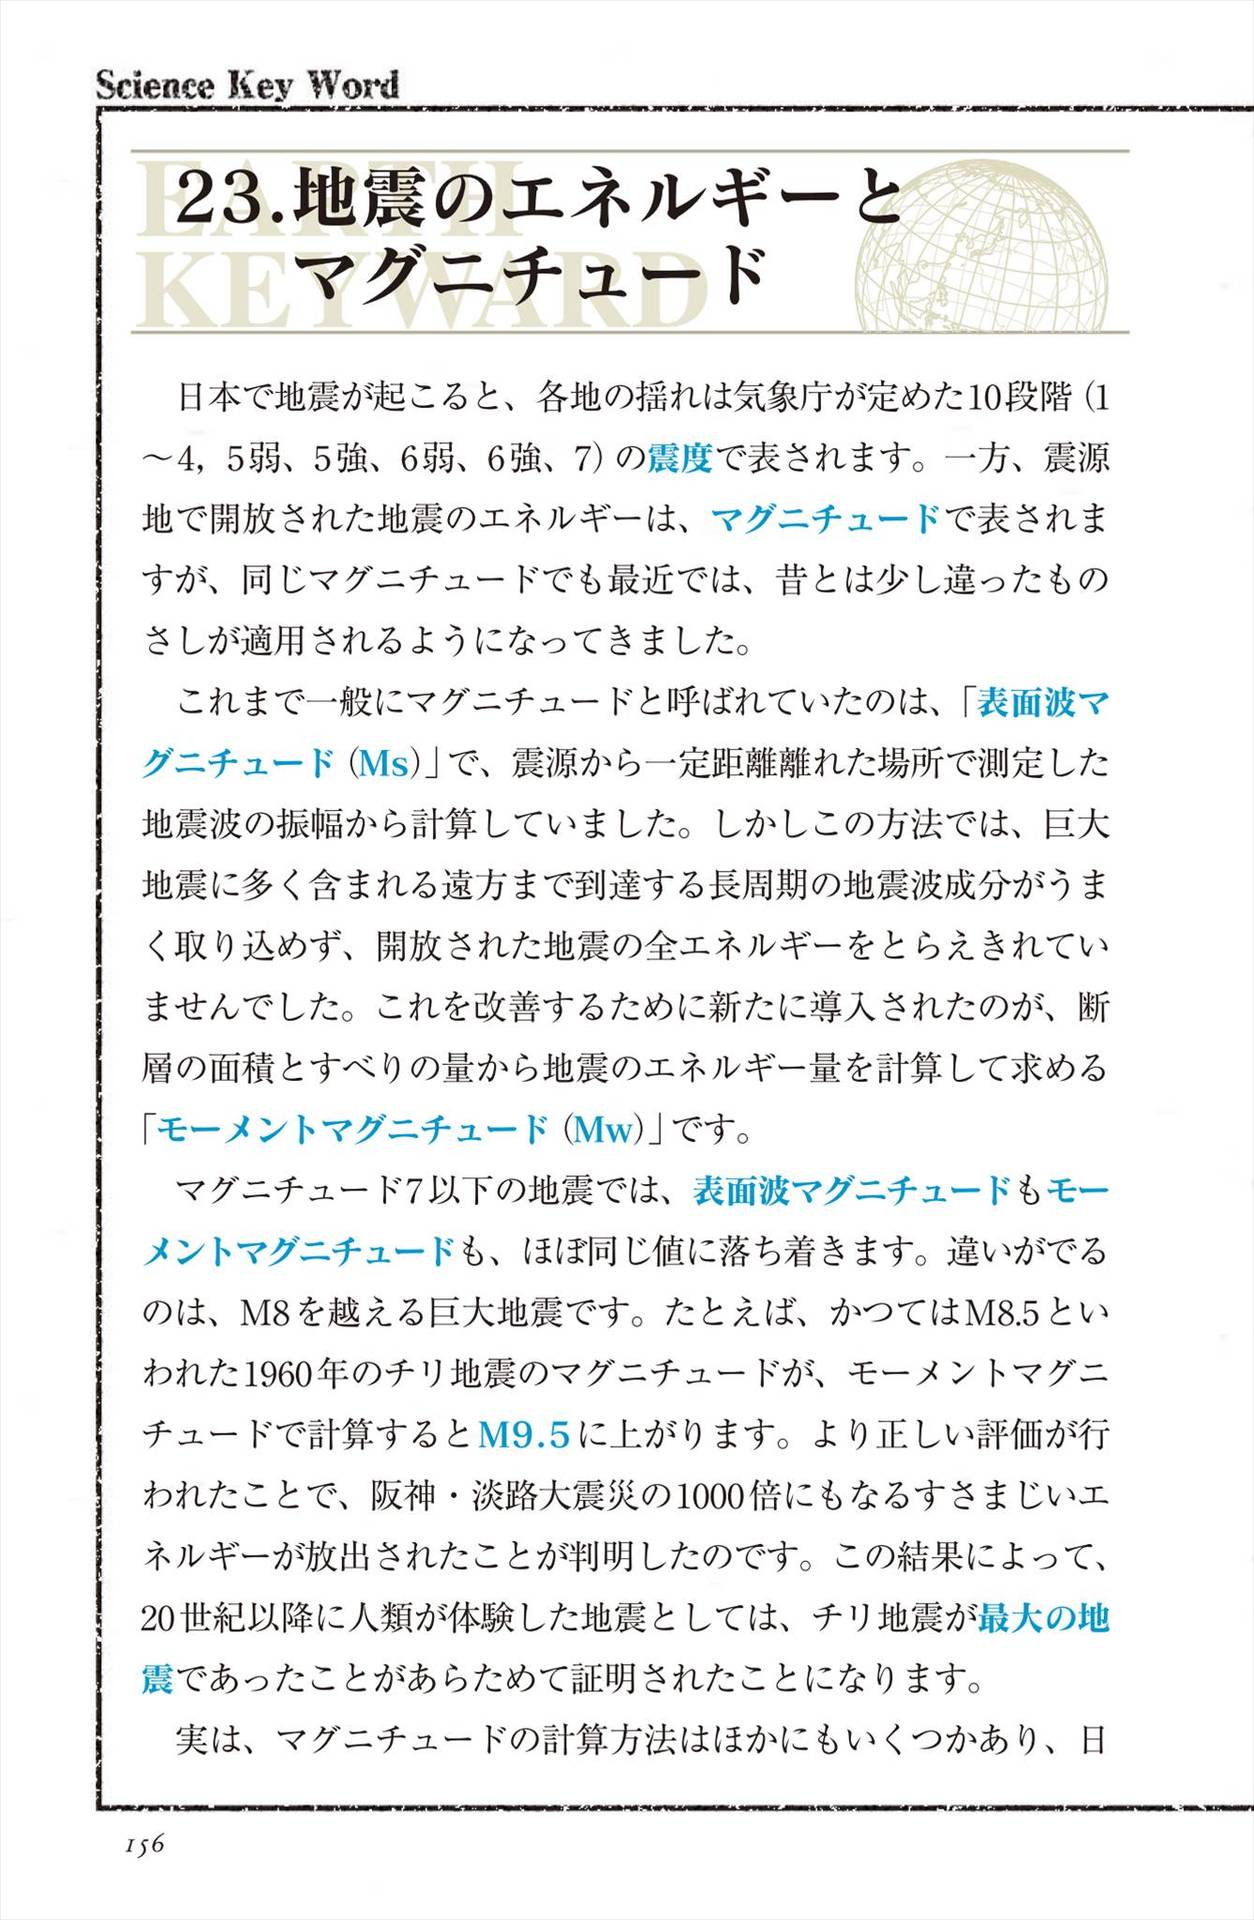 Science Key Word
EARTH
KEYWARD
23.地震のエネルギーと
マグニチュード
日本で地震が起こると、各地の揺れは気象庁が定めた10段階(1
～4, 5弱、5強、6弱、6強、7)の震度で表されます。一方、震源
地で開放された地震のエネルギーは、マグニチュードで表されま
すが、同じマグニチュードでも最近では、昔とは少し違ったもの
さしが適用されるようになってきました。
これまで一般にマグニチュードと呼ばれていたのは、「表面波マ
グニチュード(Ms)」で、震源から一定距離離れた場所で測定した
地震波の振幅から計算していました。しかしこの方法では、巨大
地震に多く含まれる遠方まで到達する長周期の地震波成分がうま
く取り込めず、開放された地震の全エネルギーをとらえきれてい
ませんでした。これを改善するために新たに導入されたのが、断
層の面積とすべりの量から地震のエネルギー量を計算して求める
「モーメントマグニチュード(Mw)」です。
マグニチュード7以下の地震では、表面波マグニチュードもモー
メントマグニチュードも、ほぼ同じ値に落ち着きます。違いがでる
のは、M8を越える巨大地震です。たとえば、かつてはM8.5とい
われた1960年のチリ地震のマグニチュードが、モーメントマグニ
チュードで計算するとM9.5に上がります。より正しい評価が行
われたことで、阪神・淡路大震災の1000倍にもなるすさまじいエ
ネルギーが放出されたことが判明したのです。この結果によって、
20世紀以降に人類が体験した地震としては、チリ地震が最大の地
震であったことがあらためて証明されたことになります。
実は、マグニチュードの計算方法はほかにもいくつかあり、日
156